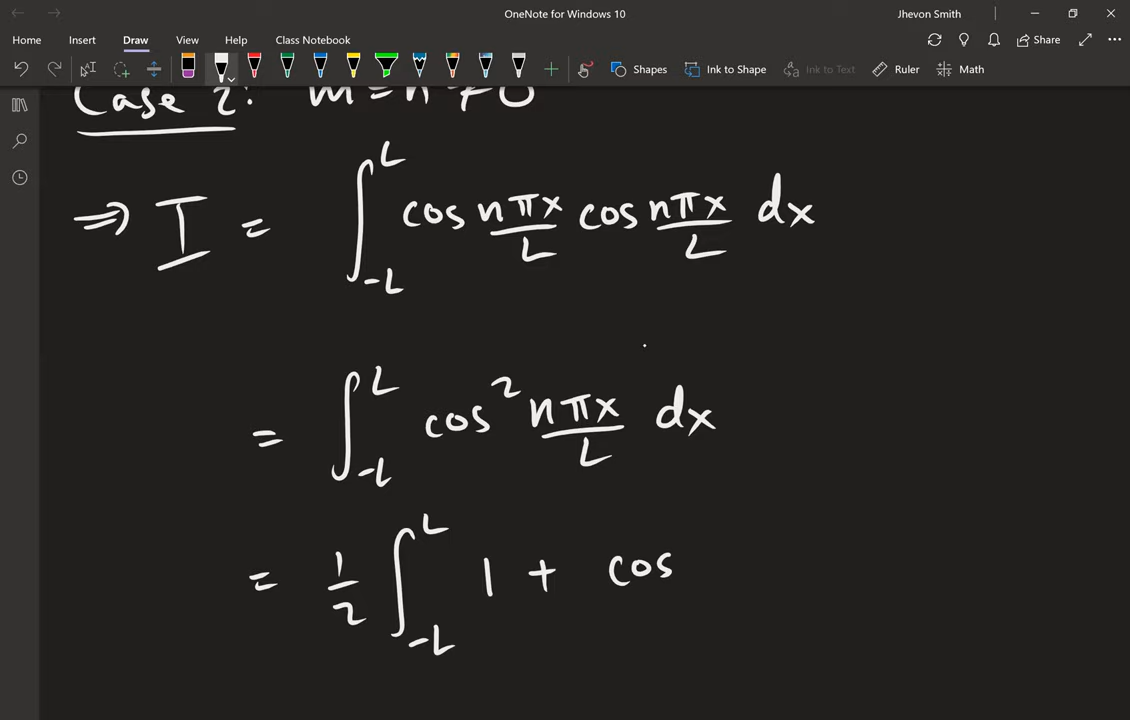 OneNote for Windows 10
Jhevon Smith
Home Insert Draw View Help Class Notebook
Share
Shapes Ink to Shape Ink to Text Ruler Math
Case 2: m = n ≠ 0
⇒ I = ∫_{-L}^{L} cos nπx/L cos nπx/L dx
= ∫_{-L}^{L} cos² nπx/L dx
= 1/2 ∫_{-L}^{L} 1 + cos